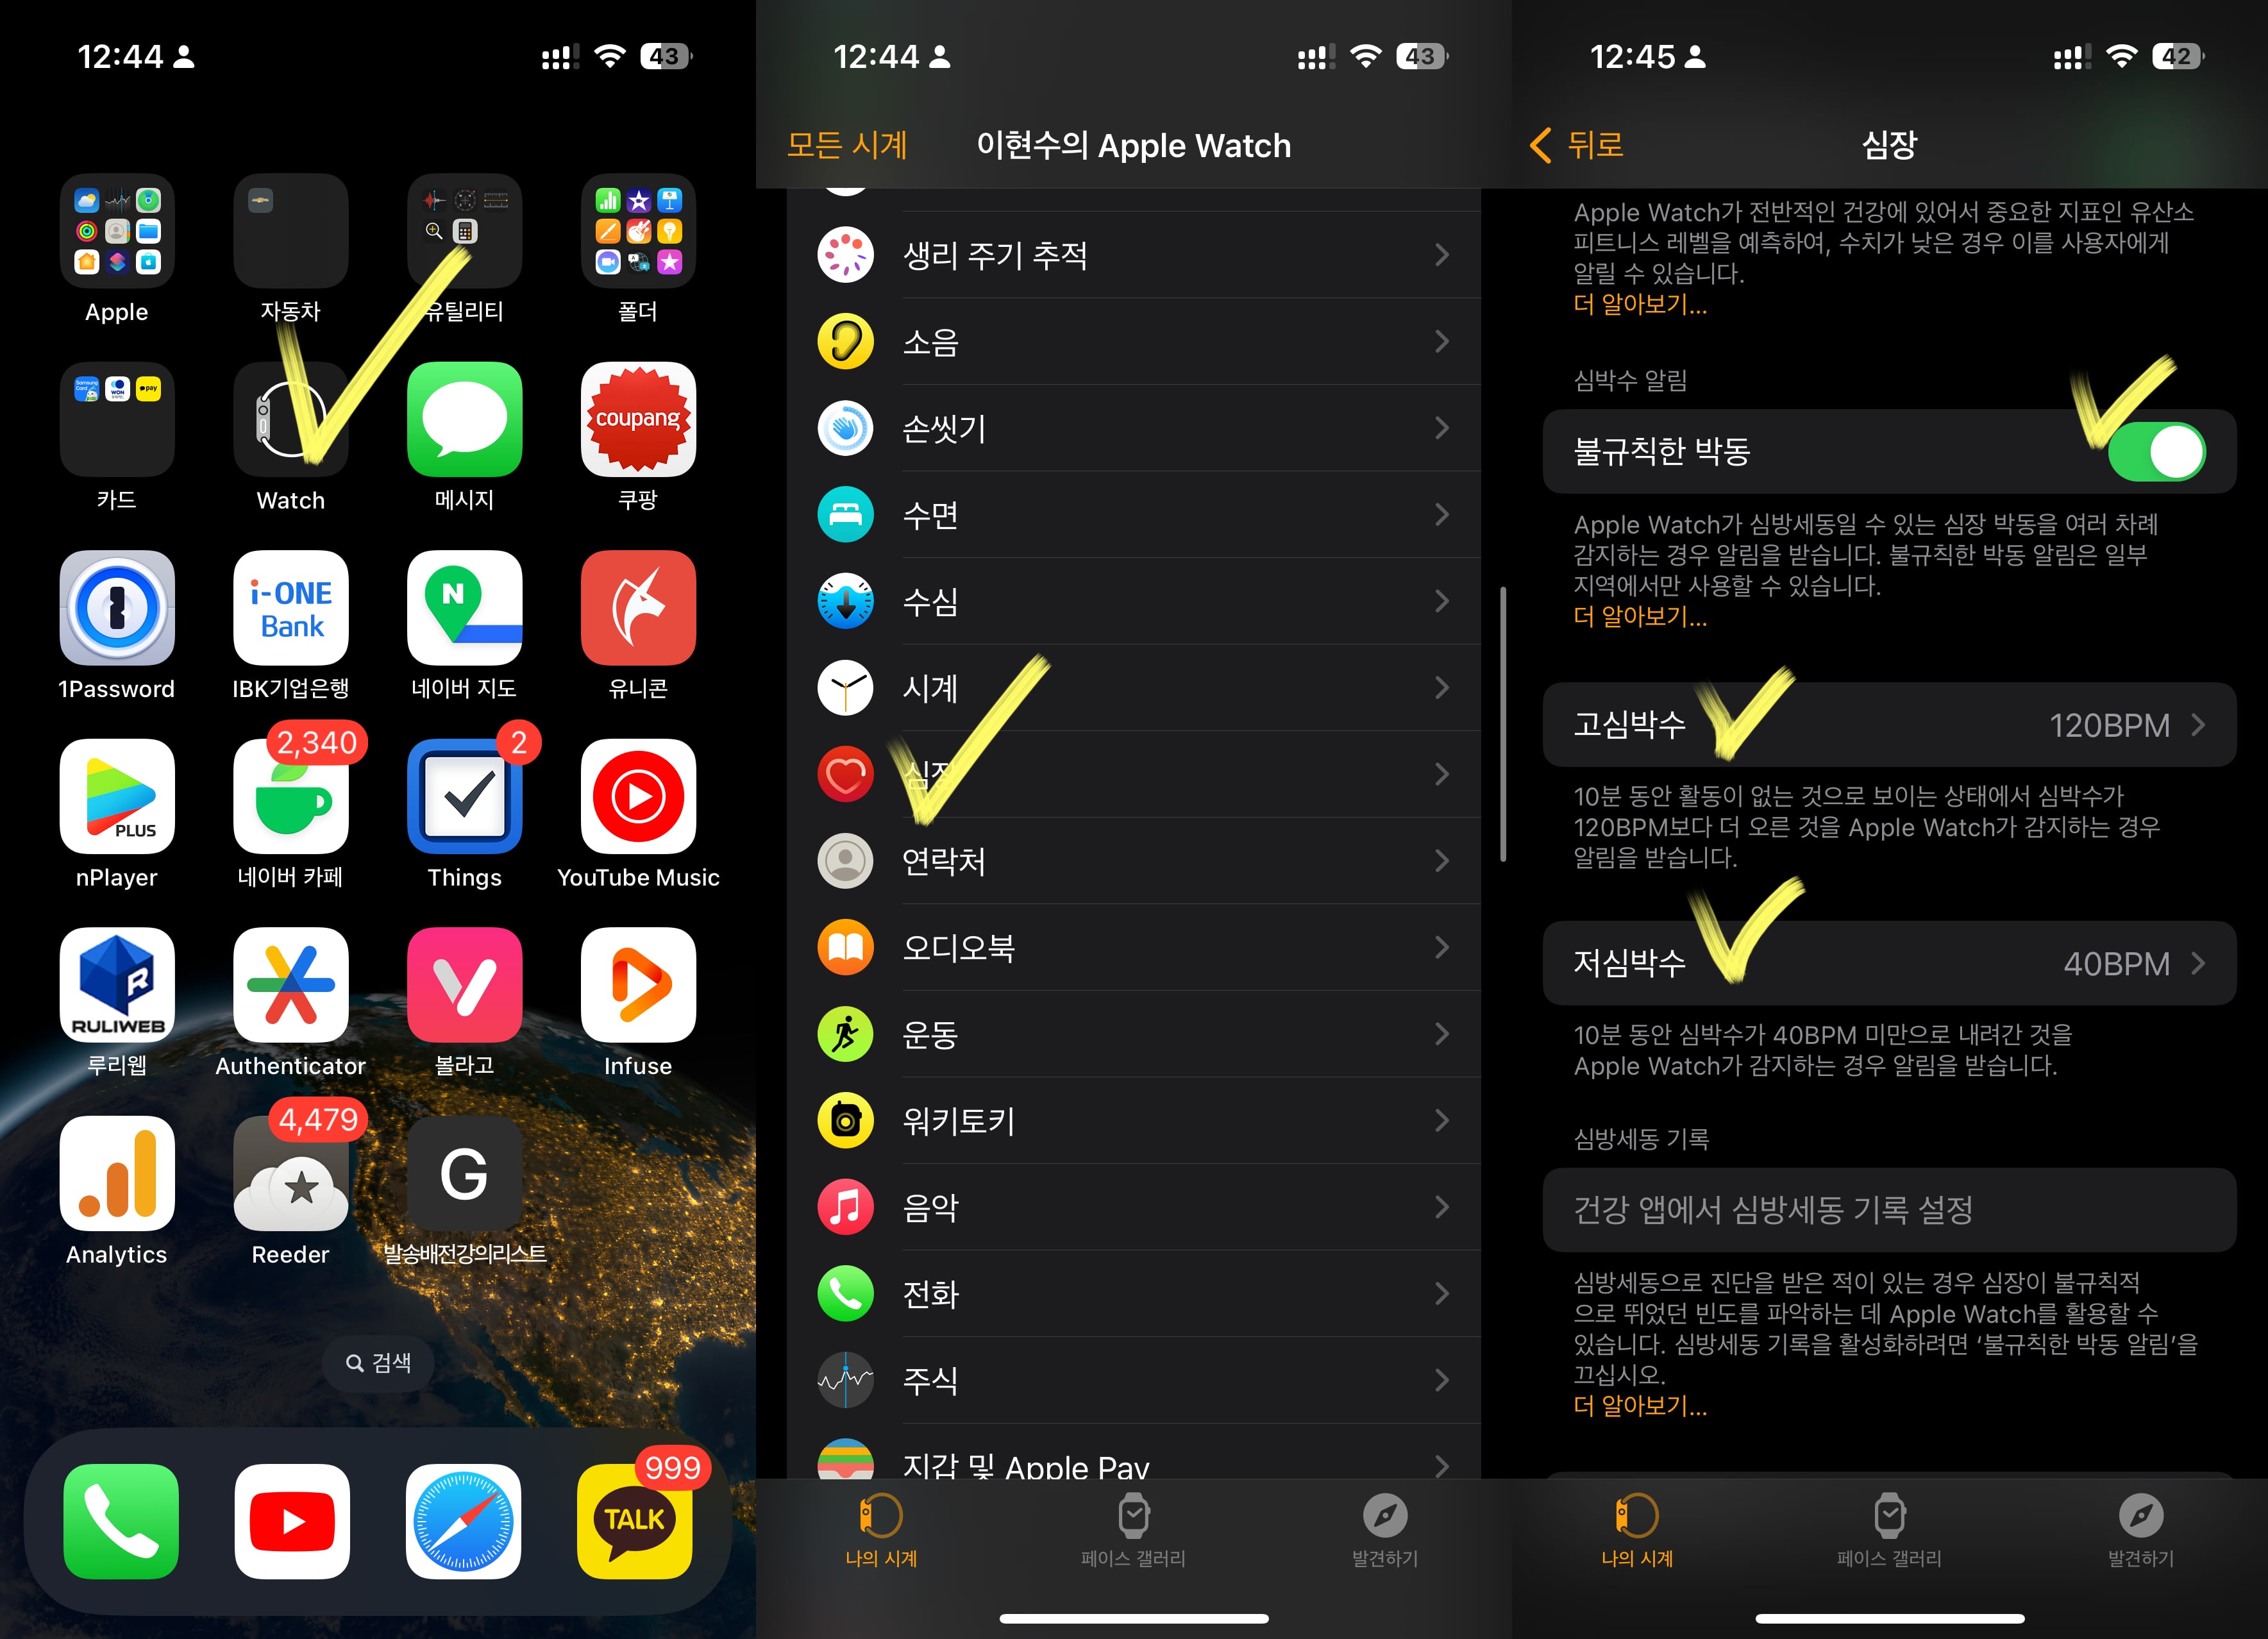 12:44
43
Apple
자동차
유틸리티
폴더
Samsung Card
WON
pay
coupang
카드
Watch
메시지
쿠팡
i-ONE
Bank
N
1Password
IBK기업은행
네이버 지도
유니콘
PLUS
2,340
2
nPlayer
네이버 카페
Things
YouTube Music
R
RULIWEB
루리웹
Authenticator
볼라고
Infuse
4,479
G
Analytics
Reeder
발송배전강의리스트
검색
999
TALK
12:44
43
모든 시계
이현수의 Apple Watch
생리 주기 추적
소음
손씻기
수면
수심
시계
심장
연락처
오디오북
운동
워키토키
음악
전화
주식
지갑 및 Apple Pay
나의 시계
페이스 갤러리
발견하기
12:45
42
뒤로
심장
Apple Watch가 전반적인 건강에 있어서 중요한 지표인 유산소
피트니스 레벨을 예측하여, 수치가 낮은 경우 이를 사용자에게
알릴 수 있습니다.
더 알아보기...
심박수 알림
불규칙한 박동
Apple Watch가 심방세동일 수 있는 심장 박동을 여러 차례
감지하는 경우 알림을 받습니다. 불규칙한 박동 알림은 일부
지역에서만 사용할 수 있습니다.
더 알아보기...
고심박수
120BPM
10분 동안 활동이 없는 것으로 보이는 상태에서 심박수가
120BPM보다 더 오른 것을 Apple Watch가 감지하는 경우
알림을 받습니다.
저심박수
40BPM
10분 동안 심박수가 40BPM 미만으로 내려간 것을
Apple Watch가 감지하는 경우 알림을 받습니다.
심방세동 기록
건강 앱에서 심방세동 기록 설정
심방세동으로 진단을 받은 적이 있는 경우 심장이 불규칙적
으로 뛰었던 빈도를 파악하는 데 Apple Watch를 활용할 수
있습니다. 심방세동 기록을 활성화하려면 ‘불규칙한 박동 알림’을
끄십시오.
더 알아보기...
나의 시계
페이스 갤러리
발견하기